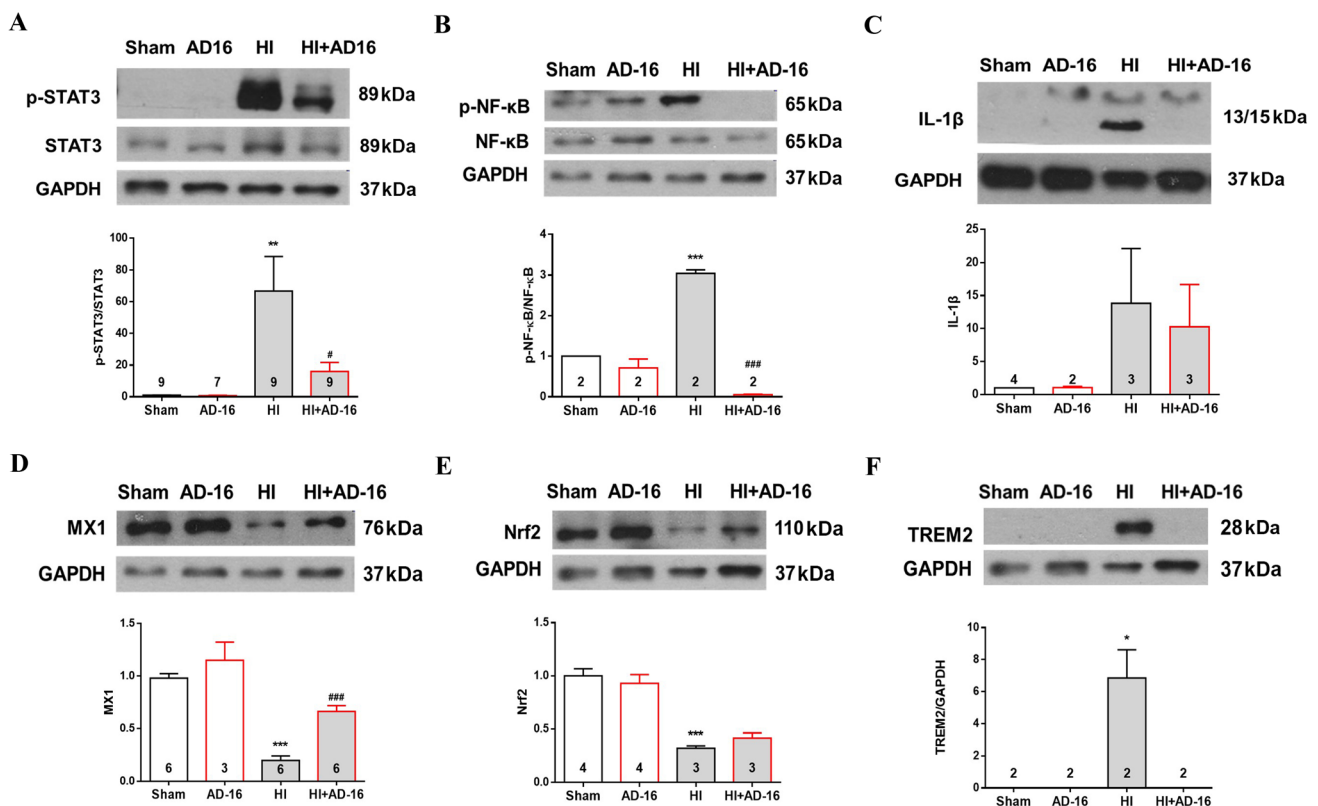 A
Sham AD16 HI HI+AD16
p-STAT3 89kDa
STAT3 89kDa
GAPDH 37kDa
100
80
60
40
20
0
p-STAT3/STAT3
**
#
9 7 9 9
Sham AD-16 HI HI+AD-16
B
Sham AD-16 HI HI+AD-16
p-NF-κB 65kDa
NF-κB 65kDa
GAPDH 37kDa
4
3
2
1
0
p-NF-κB/NF-κB
***
###
2 2 2 2
Sham AD-16 HI HI+AD-16
C
Sham AD-16 HI HI+AD-16
IL-1β 13/15kDa
GAPDH 37kDa
25
20
15
10
5
0
IL-1β
4 2 3 3
Sham AD-16 HI HI+AD-16
D
Sham AD-16 HI HI+AD-16
MX1 76kDa
GAPDH 37kDa
1.5
1.0
0.5
0.0
MX1
***
###
6 3 6 6
Sham AD-16 HI HI+AD-16
E
Sham AD-16 HI HI+AD-16
Nrf2 110kDa
GAPDH 37kDa
1.5
1.0
0.5
0.0
Nrf2
***
4 4 3 3
Sham AD-16 HI HI+AD-16
F
Sham AD-16 HI HI+AD-16
TREM2 28kDa
GAPDH 37kDa
10
8
6
4
2
0
TREM2/GAPDH
*
2 2 2 2
Sham AD-16 HI HI+AD-16